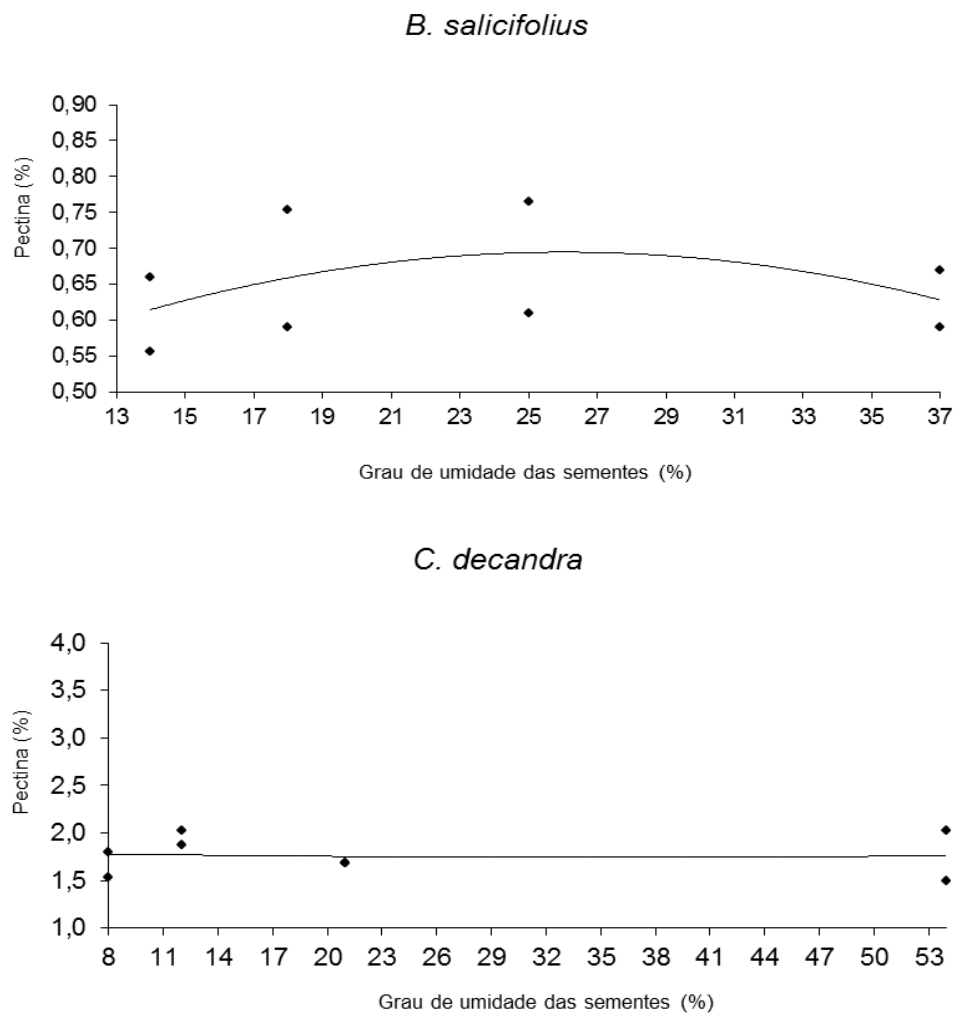 B. salicifolius
0,90
0,85
0,80
0,75
0,70
0,65
0,60
0,55
0,50
Pectina (%)
13 15 17 19 21 23 25 27 29 31 33 35 37
Grau de umidade das sementes (%)
C. decandra
4,0
3,5
3,0
2,5
2,0
1,5
1,0
Pectina (%)
8 11 14 17 20 23 26 29 32 35 38 41 44 47 50 53
Grau de umidade das sementes (%)